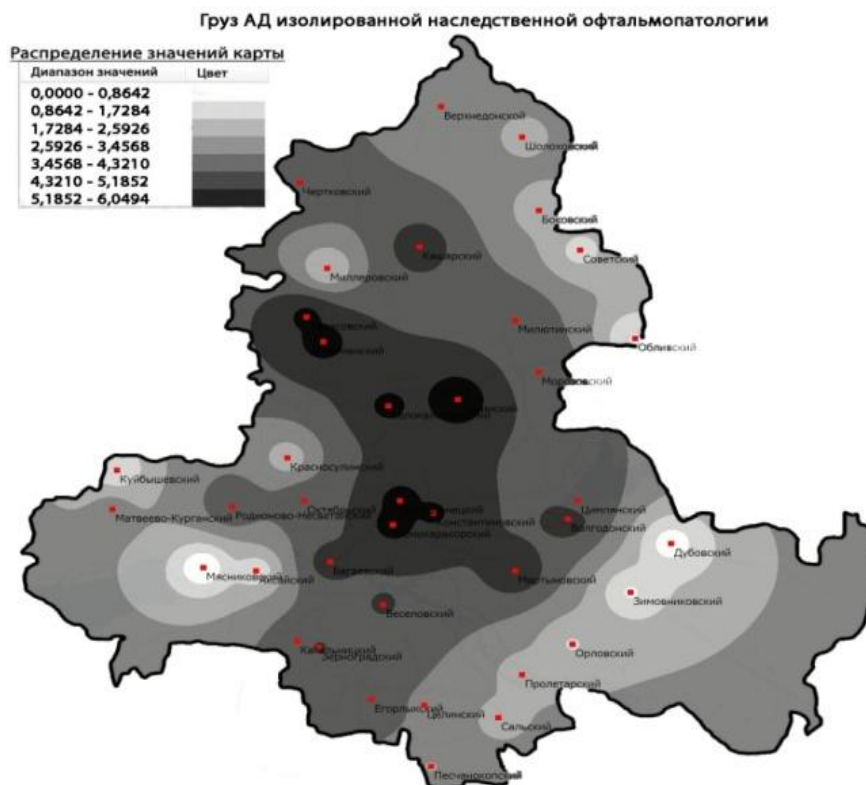 Груз АД изолированной наследственной офтальмопатологии
Распределение значений карты
Диапазон значений Цвет
0,0000 - 0,8642
0,8642 - 1,7284
1,7284 - 2,5926
2,5926 - 3,4568
3,4568 - 4,3210
4,3210 - 5,1852
5,1852 - 6,0494
Верхнедонской
Шолоховский
Чертковский
Боковский
Кашарский
Советский
Миллеровский
Милютинский
Обливский
Морозовский
Красносулинский
Куйбышевский
Октябрьский
Цимлянский
Родионово-Несветайский
Матвеево-Курганский
Константиновский
Волгодонской
Дубовский
Багаевский
Мясниковский
Аксайский
Мартыновский
Зимовниковский
Веселовский
Кагальницкий
Зерноградский
Орловский
Пролетарский
Егорлыкский
Целинский
Сальский
Песчанокопский